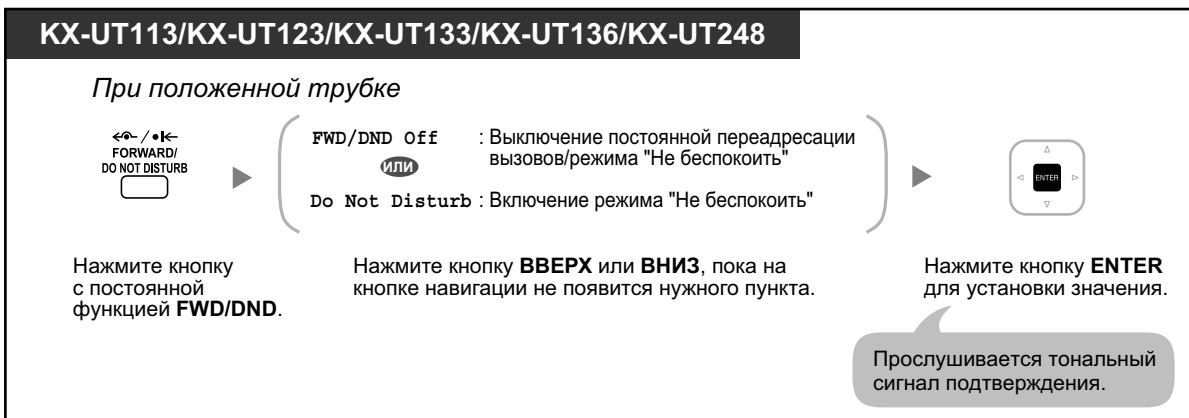 KX-UT113/KX-UT123/KX-UT133/KX-UT136/KX-UT248
При положенной трубке
FORWARD/
DO NOT DISTURB
FWD/DND Off : Выключение постоянной переадресации
вызовов/режима "Не беспокоить"
ИЛИ
Do Not Disturb : Включение режима "Не беспокоить"
ENTER
Нажмите кнопку
с постоянной
функцией FWD/DND.
Нажмите кнопку ВВЕРХ или ВНИЗ, пока на
кнопке навигации не появится нужного пункта.
Нажмите кнопку ENTER
для установки значения.
Прослушивается тональный
сигнал подтверждения.